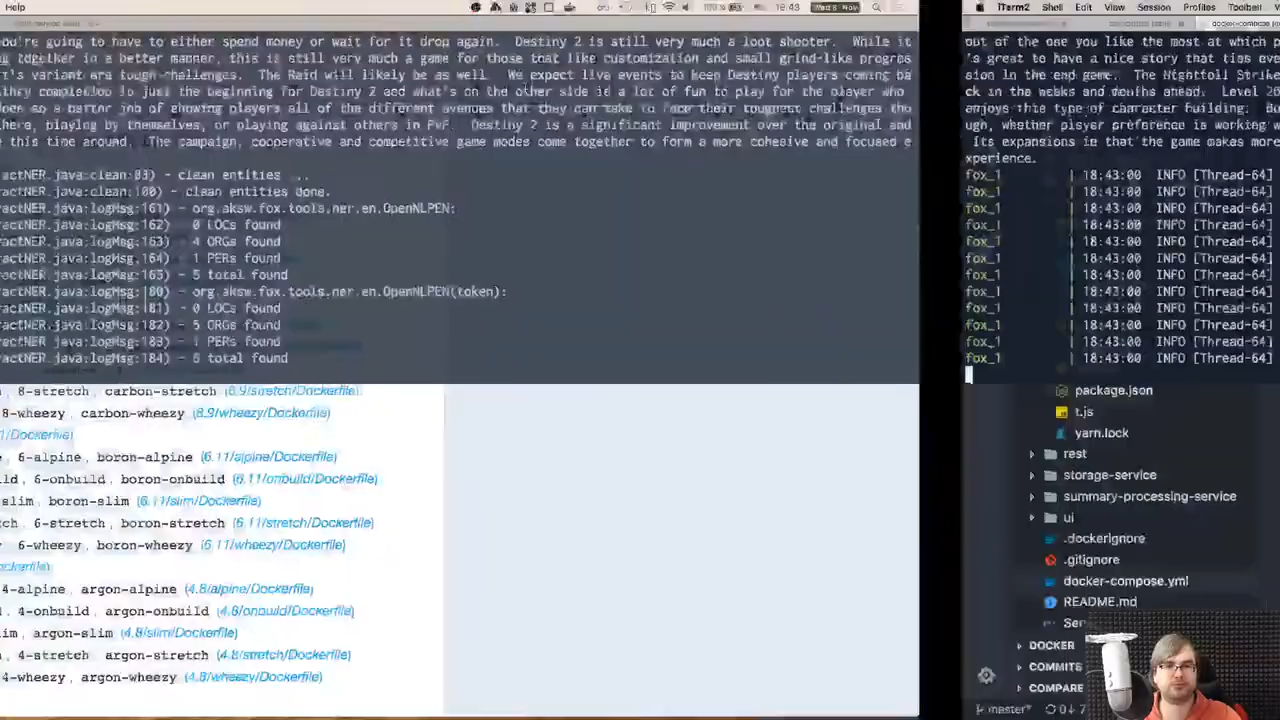 Help
18:43
Wed 8 Nov
iTerm2 Shell Edit View Session Profiles Toolbelt
docker-compose
you're going to have to either spend money or wait for it drop again. Destiny 2 is still very much a loot shooter. While it
together in a better manner, this is still very much a game for those that like customization and small grind-like progres
t's variant are tough challenges. The Raid will likely be as well. We expect live events to keep Destiny players coming ba
is just the beginning for Destiny 2 and what's on the other side is a lot of fun to play for the player who
does so a better job of showing players all of the different avenues that they can take to face their toughest challenges tho
here, playing by themselves, or playing against others in PvP. Destiny 2 is a significant improvement over the original and
this time around. The campaign, cooperative and competitive game modes come together to form a more cohesive and focused e
actNER.java:clean:83) - clean entities ...
actNER.java:clean:100) - clean entities done.
actNER.java:logMsg:161) - org.aksw.fox.tools.ner.en.OpenNLPEN:
actNER.java:logMsg:162) - 0 LOCs found
actNER.java:logMsg:163) - 4 ORGs found
actNER.java:logMsg:164) - 1 PERs found
actNER.java:logMsg:165) - 5 total found
actNER.java:logMsg:180) - org.aksw.fox.tools.ner.en.OpenNLPEN(token):
actNER.java:logMsg:181) - 0 LOCs found
actNER.java:logMsg:182) - 5 ORGs found
actNER.java:logMsg:183) - 1 PERs found
actNER.java:logMsg:184) - 6 total found
8-stretch, carbon-stretch (8.9/stretch/Dockerfile)
8-wheezy, carbon-wheezy (8.9/wheezy/Dockerfile)
/Dockerfile)
6-alpine, boron-alpine (6.11/alpine/Dockerfile)
ld, 6-onbuild, boron-onbuild (6.11/onbuild/Dockerfile)
slim, boron-slim (6.11/slim/Dockerfile)
ch, 6-stretch, boron-stretch (6.11/stretch/Dockerfile)
6-wheezy, boron-wheezy (6.11/wheezy/Dockerfile)
ockerfile)
4-alpine, argon-alpine (4.8/alpine/Dockerfile)
4-onbuild, argon-onbuild (4.8/onbuild/Dockerfile)
im, argon-slim (4.8/slim/Dockerfile)
4-stretch, argon-stretch (4.8/stretch/Dockerfile)
4-wheezy, argon-wheezy (4.8/wheezy/Dockerfile)
out of the one you like the most at which p
's great to have a nice story that ties eve
sion in the end game. The Nightfall Strike
ck in the weeks and months ahead. Level 20
enjoys this type of character building.
ugh, whether player preference is working w
its expansions in that the game makes more
xperience.
fox_1 | 18:43:00 INFO [Thread-64]
fox_1 | 18:43:00 INFO [Thread-64]
fox_1 | 18:43:00 INFO [Thread-64]
fox_1 | 18:43:00 INFO [Thread-64]
fox_1 | 18:43:00 INFO [Thread-64]
fox_1 | 18:43:00 INFO [Thread-64]
fox_1 | 18:43:00 INFO [Thread-64]
fox_1 | 18:43:00 INFO [Thread-64]
fox_1 | 18:43:00 INFO [Thread-64]
fox_1 | 18:43:00 INFO [Thread-64]
fox_1 | 18:43:00 INFO [Thread-64]
fox_1 | 18:43:00 INFO [Thread-64]
package.json
t.js
yarn.lock
rest
storage-service
summary-processing-service
ui
.dockerignore
.gitignore
docker-compose.yml
README.md
Ser
DOCKER
COMMITS
COMPARE
master*